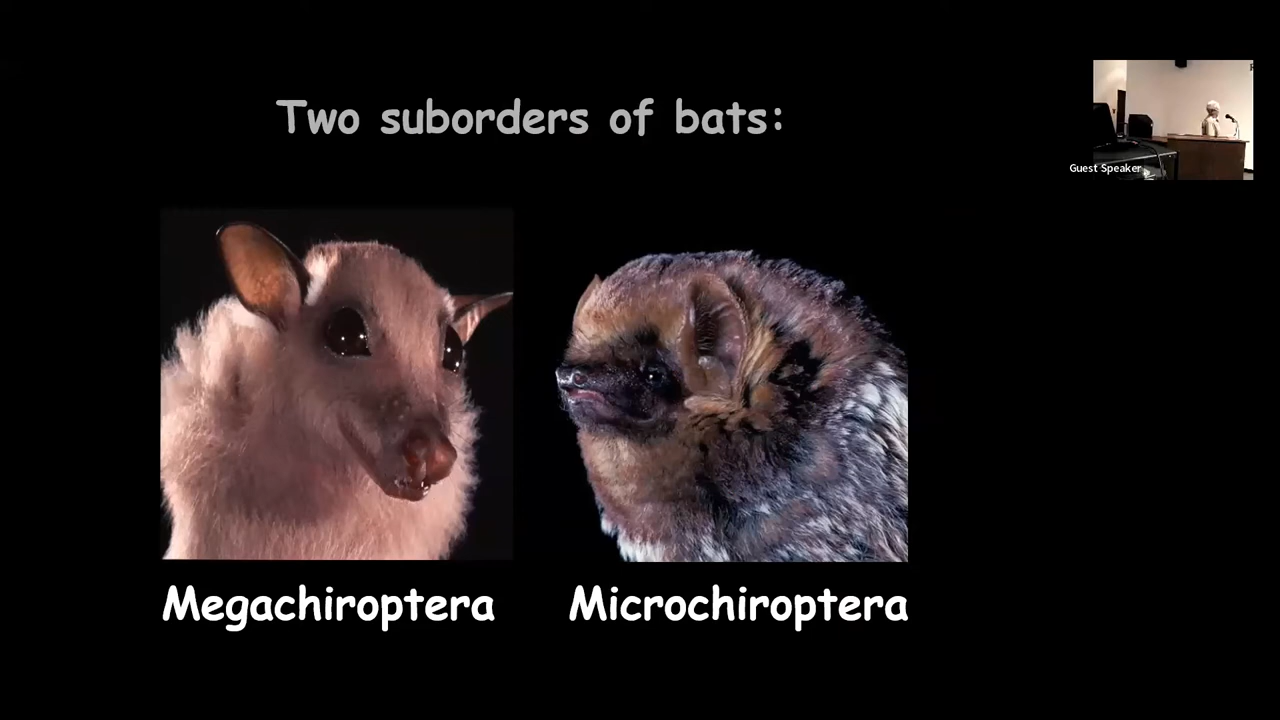 Two suborders of bats:
Guest Speaker
Megachiroptera
Microchiroptera